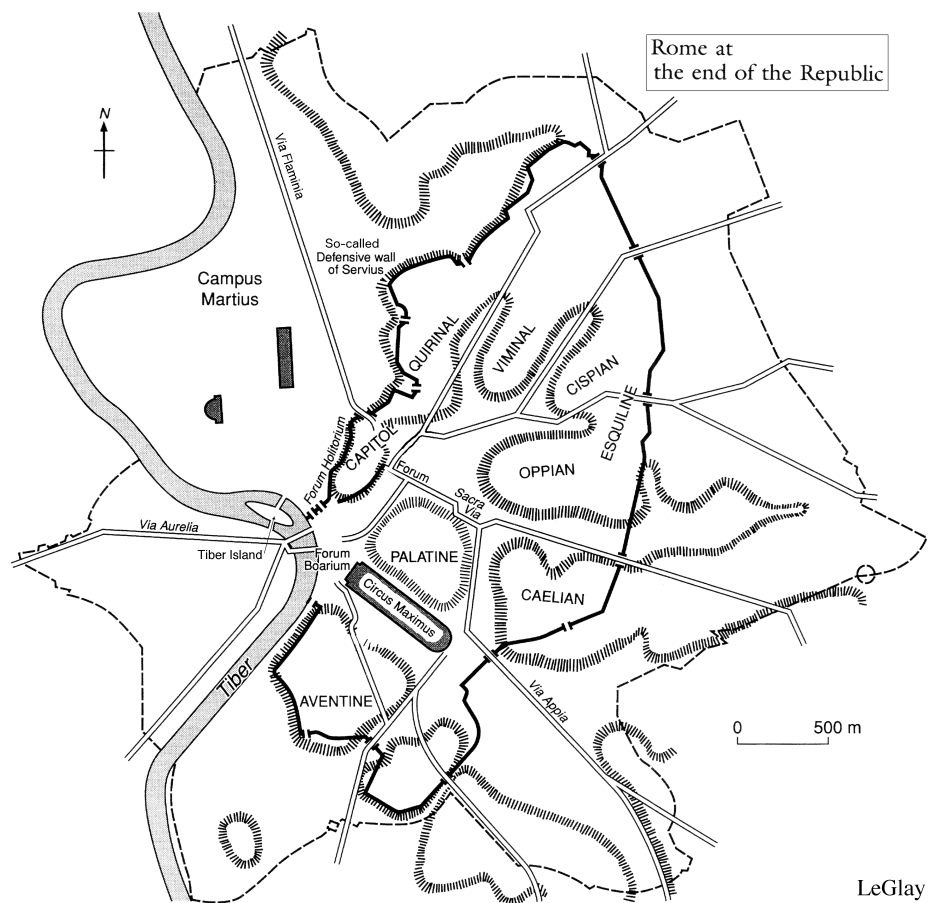 Rome at
the end of the Republic
N
Via Flaminia
So-called
Defensive wall
of Servius
Campus
Martius
QUIRINAL
VIMINAL
CISPIAN
ESQUILINE
Forum Holitorium
CAPITOL
OPPIAN
Forum
Sacra
Via
Via Aurelia
Tiber Island
Forum
Boarium
PALATINE
Circus Maximus
CAELIAN
Tiber
AVENTINE
Via Appia
0 500 m
LeGlay